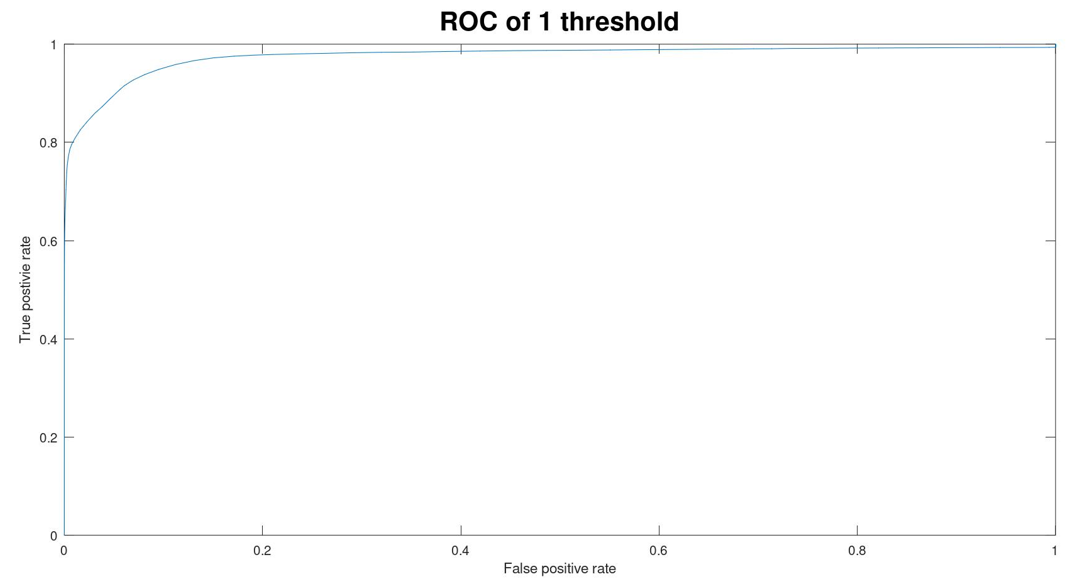 ROC of 1 threshold
1
0.8
0.6
0.4
0.2
0
True postivie rate
0 0.2 0.4 0.6 0.8 1
False positive rate